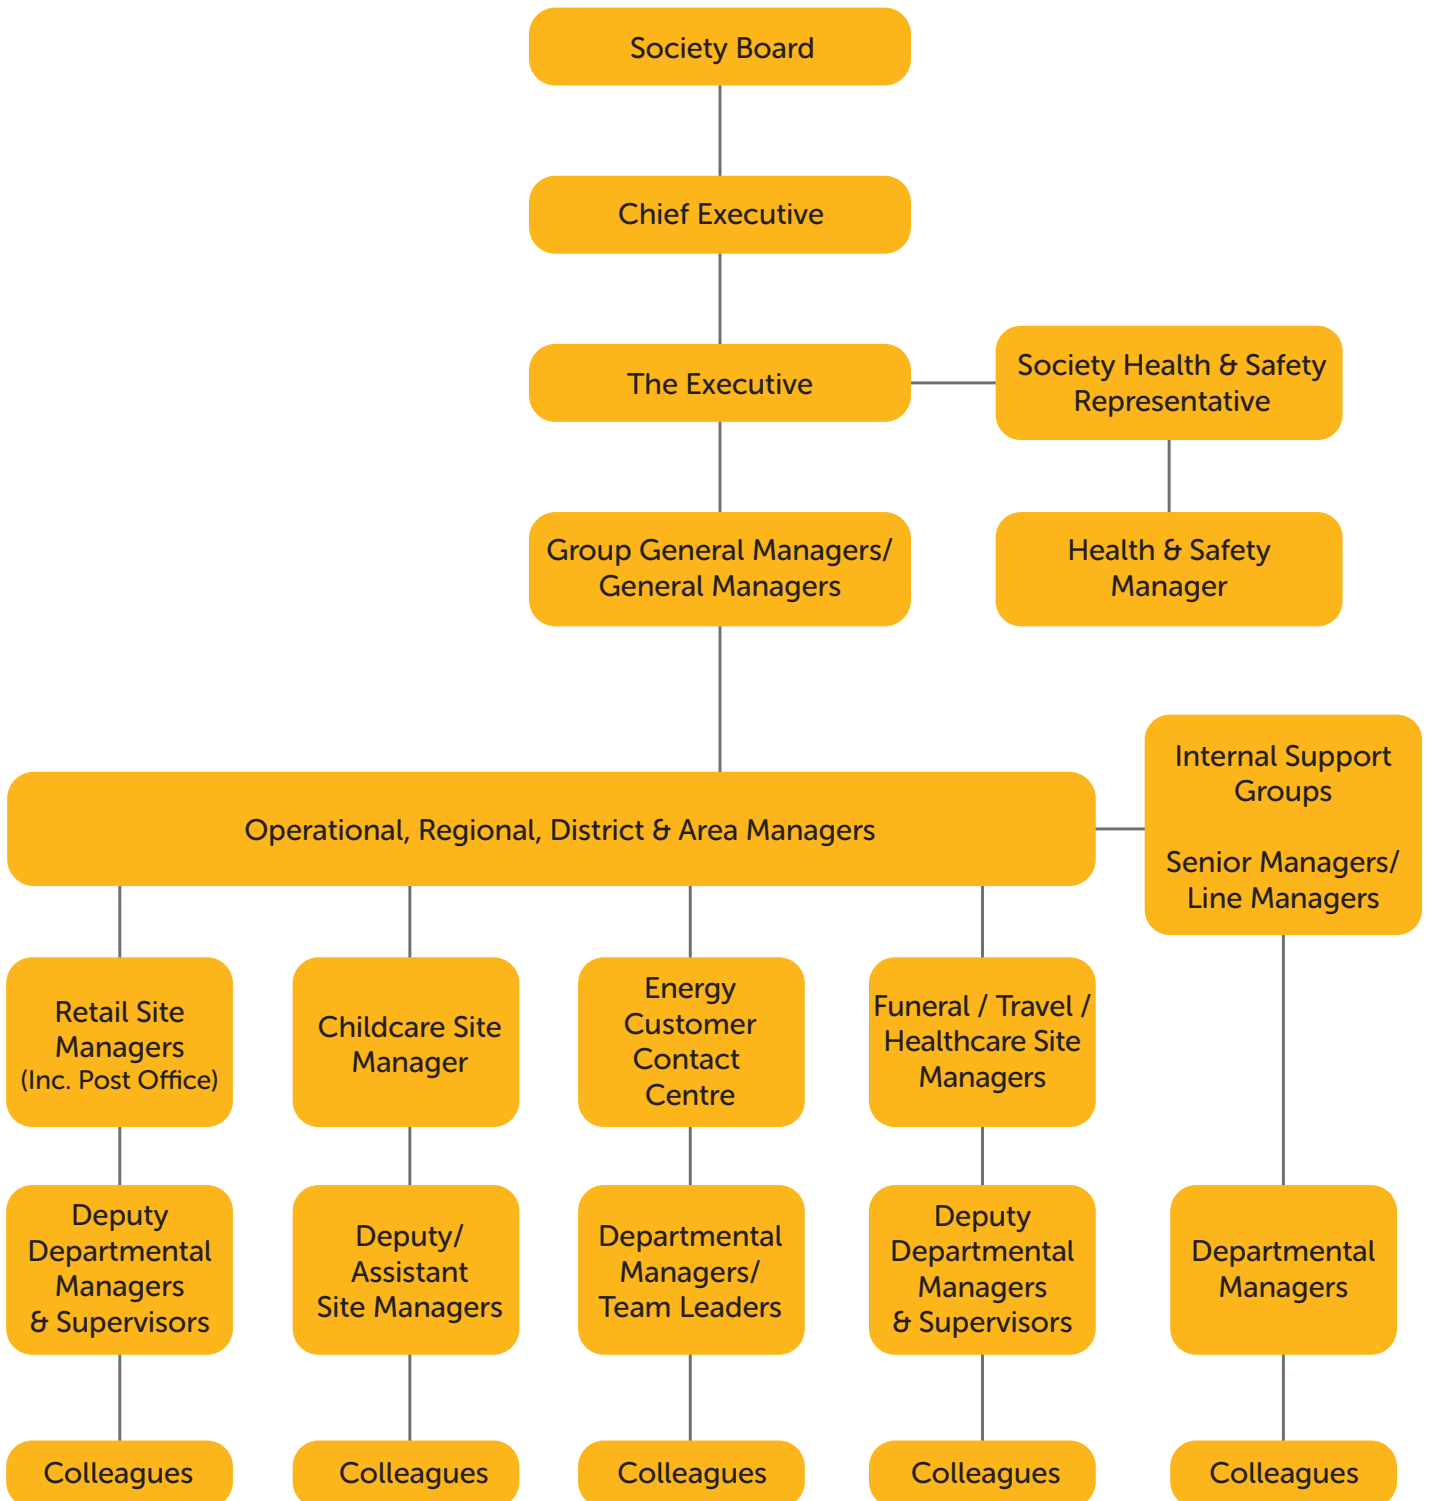 Society Board
Chief Executive
The Executive
Society Health & Safety
Representative
Group General Managers/
General Managers
Health & Safety
Manager
Operational, Regional, District & Area Managers
Internal Support
Groups
Senior Managers/
Line Managers
Retail Site
Managers
(Inc. Post Office)
Childcare Site
Manager
Energy
Customer
Contact
Centre
Funeral / Travel /
Healthcare Site
Managers
Deputy
Departmental
Managers
& Supervisors
Deputy/
Assistant
Site Managers
Departmental
Managers/
Team Leaders
Deputy
Departmental
Managers
& Supervisors
Departmental
Managers
Colleagues
Colleagues
Colleagues
Colleagues
Colleagues